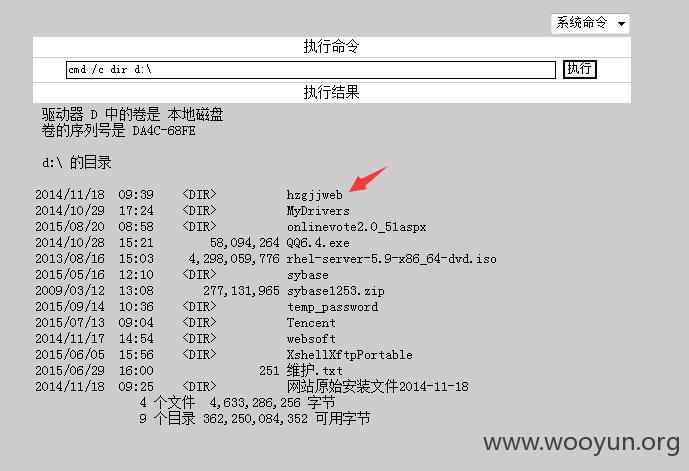 系统命令
执行命令
cmd /c dir d:\ 执行
执行结果
驱动器 D 中的卷是 本地磁盘
卷的序列号是 DA4C-68FE
d:\ 的目录
2014/11/18 09:39 <DIR> hzgjjweb
2014/10/29 17:24 <DIR> MyDrivers
2015/08/20 08:58 <DIR> onlinevote2.0_51aspx
2014/10/28 15:21 58,094,264 QQ6.4.exe
2013/08/16 15:03 4,298,059,776 rhel-server-5.9-x86_64-dvd.iso
2015/05/16 12:10 <DIR> sybase
2009/03/12 13:08 277,131,965 sybase1253.zip
2015/09/14 10:36 <DIR> temp_password
2015/07/13 09:04 <DIR> Tencent
2014/11/17 14:54 <DIR> websoft
2015/06/05 15:56 <DIR> XshellXftpPortable
2015/06/29 16:00 251 维护.txt
2014/11/18 09:25 <DIR> 网站原始安装文件2014-11-18
4 个文件 4,633,286,256 字节
9 个目录 362,250,084,352 可用字节
www.wooyun.org